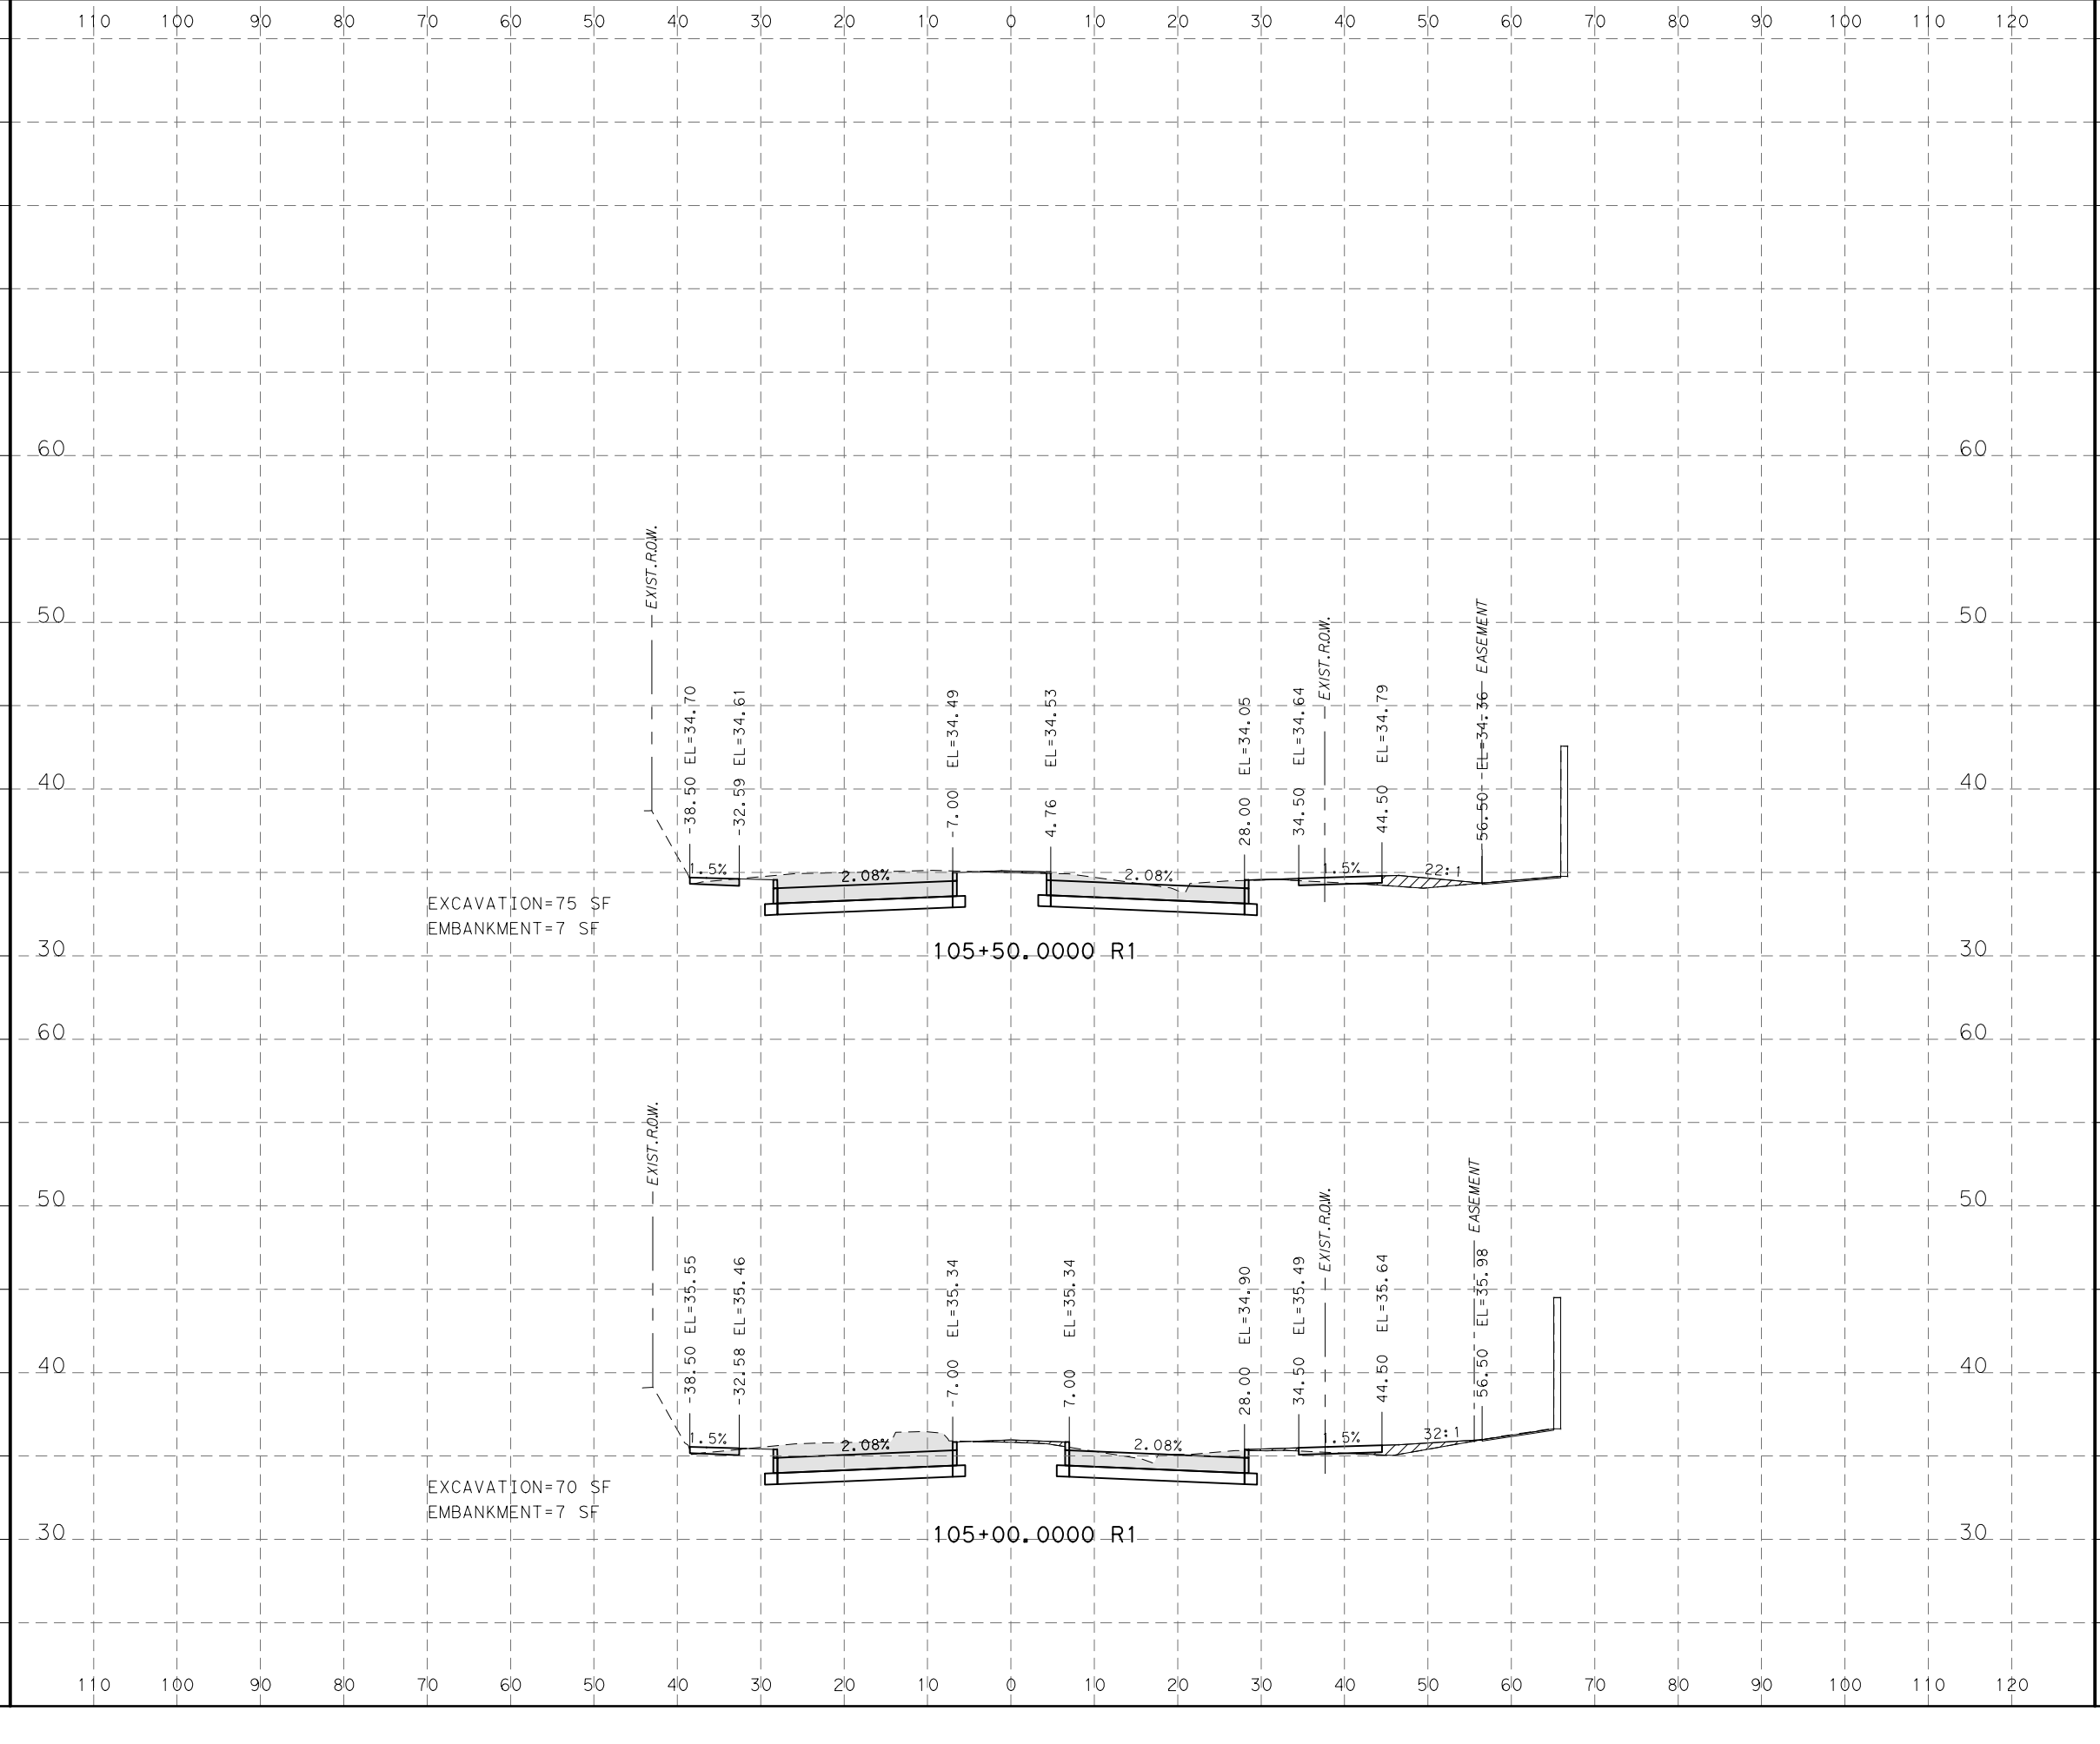 110 100 90 80 70 60 50 40 30 20 10 0 10 20 30 40 50 60 70 80 90 100 110 120
60 60
EXIST.R.O.W.
50 50
EXIST.R.O.W.
EASEMENT
40 40
-38.50 EL=34.70
-32.59 EL=34.61
-7.00 EL=34.49
4.76 EL=34.53
28.00 EL=34.05
34.50 EL=34.64
44.50 EL=34.79
56.50 EL=34.36
1.5% 2.08% 2.08% 1.5% 22:1
EXCAVATION=75 SF
EMBANKMENT=7 SF
30 30
105+50.0000 R1
60 60
EXIST.R.O.W.
50 50
EXIST.R.O.W.
EASEMENT
40 40
-38.50 EL=35.55
-32.58 EL=35.46
-7.00 EL=35.34
7.00 EL=35.34
28.00 EL=34.90
34.50 EL=35.49
44.50 EL=35.64
56.50 EL=35.98
1.5% 2.08% 2.08% 1.5% 32:1
EXCAVATION=70 SF
EMBANKMENT=7 SF
30 30
105+00.0000 R1
110 100 90 80 70 60 50 40 30 20 10 0 10 20 30 40 50 60 70 80 90 100 110 120